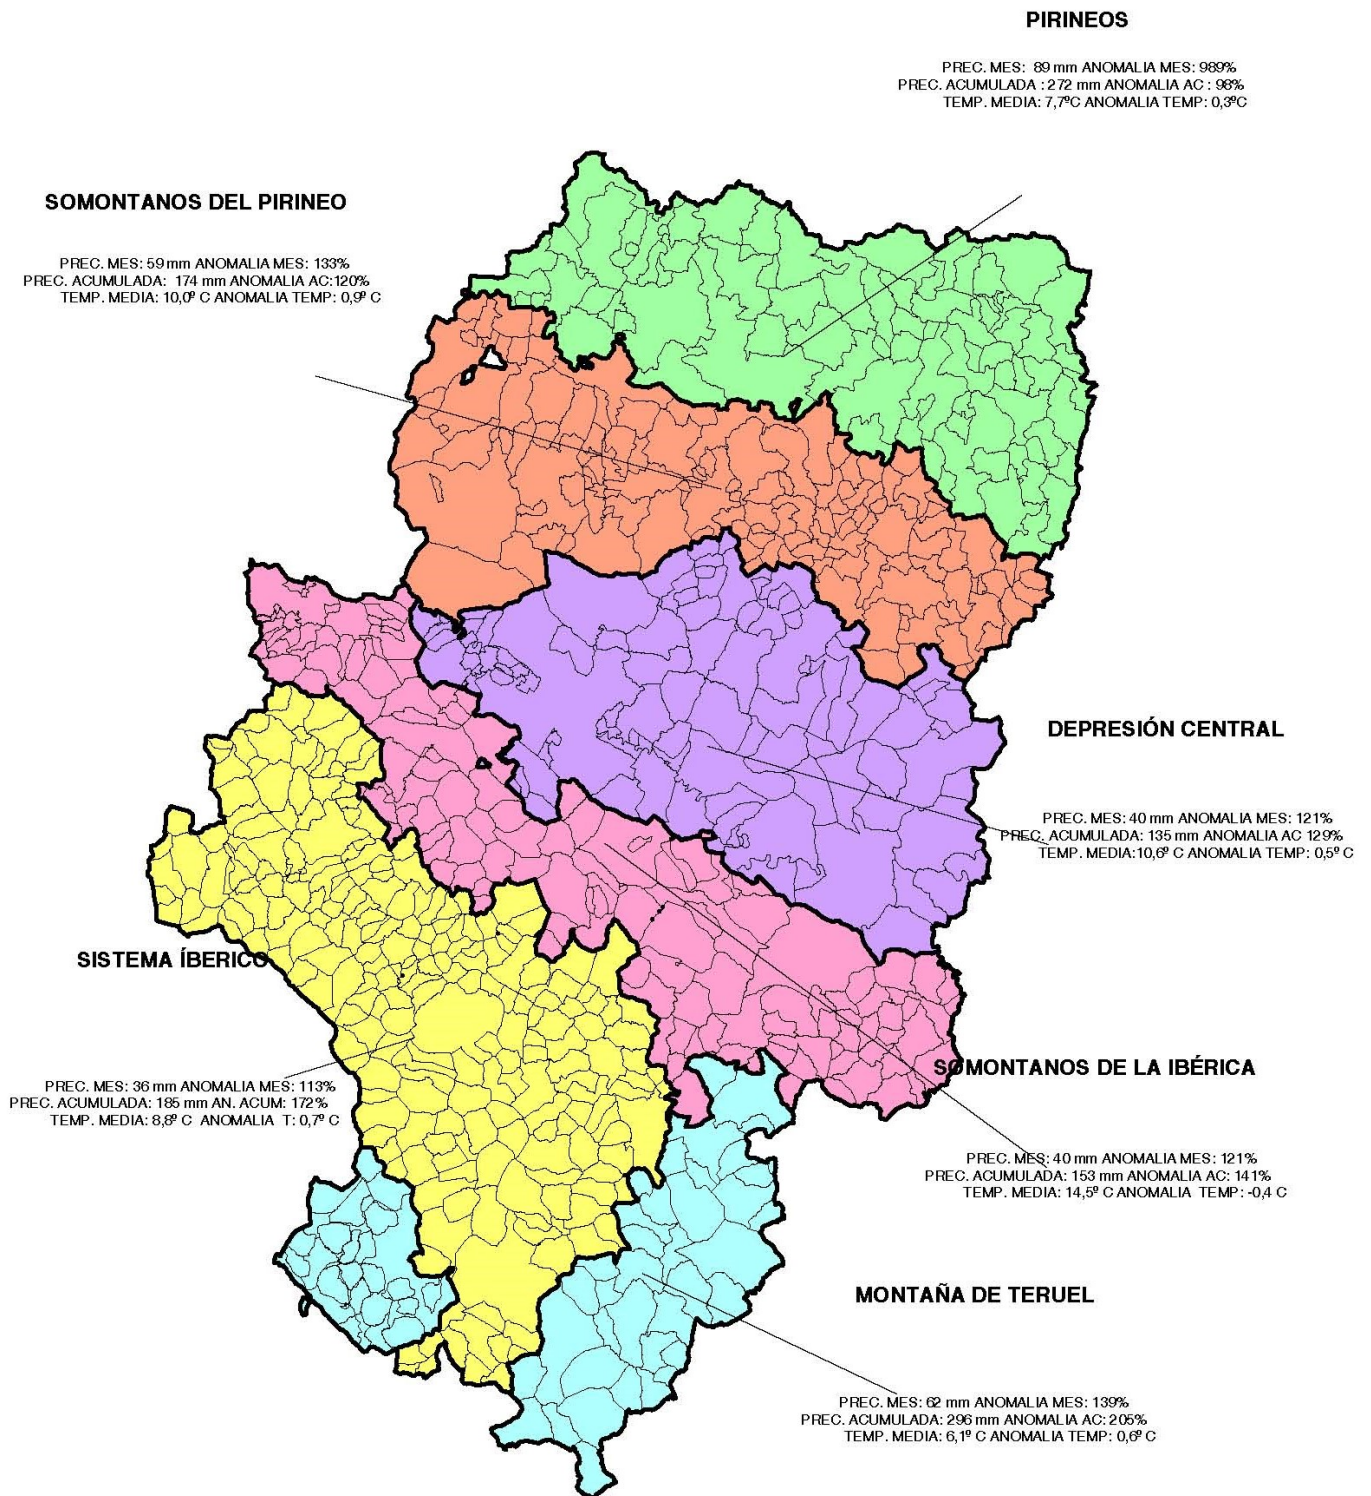 PIRINEOS
PREC. MES: 89 mm ANOMALIA MES: 989%
PREC. ACUMULADA : 272 mm ANOMALIA AC : 98%
TEMP. MEDIA: 7,7ºC ANOMALIA TEMP: 0,3ºC
SOMONTANOS DEL PIRINEO
PREC. MES: 59 mm ANOMALIA MES: 133%
PREC. ACUMULADA: 174 mm ANOMALIA AC:120%
TEMP. MEDIA: 10,0º C ANOMALIA TEMP: 0,9º C
DEPRESIÓN CENTRAL
PREC. MES: 40 mm ANOMALIA MES: 121%
PREC. ACUMULADA: 135 mm ANOMALIA AC 129%
TEMP. MEDIA:10,6º C ANOMALIA TEMP: 0,5º C
SISTEMA ÍBERICO
PREC. MES: 36 mm ANOMALIA MES: 113%
PREC. ACUMULADA: 185 mm AN. ACUM: 172%
TEMP. MEDIA: 8,8º C ANOMALIA T: 0,7º C
SOMONTANOS DE LA IBÉRICA
PREC. MES: 40 mm ANOMALIA MES: 121%
PREC. ACUMULADA: 153 mm ANOMALIA AC: 141%
TEMP. MEDIA: 14,5º C ANOMALIA TEMP: -0,4 C
MONTAÑA DE TERUEL
PREC. MES: 62 mm ANOMALIA MES: 139%
PREC. ACUMULADA: 296 mm ANOMALIA AC: 205%
TEMP. MEDIA: 6,1º C ANOMALIA TEMP: 0,6º C